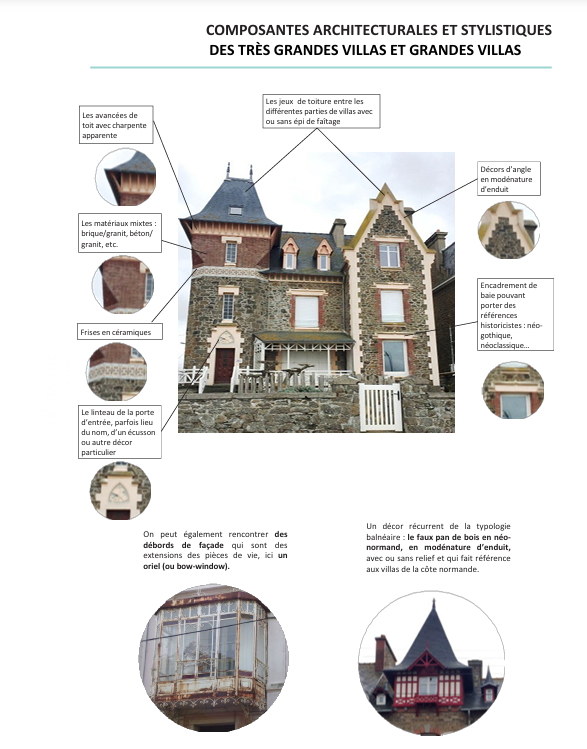 COMPOSANTES ARCHITECTURALES ET STYLISTIQUES
DES TRÈS GRANDES VILLAS ET GRANDES VILLAS
Les jeux de toiture entre les
différentes parties de villas avec
ou sans épi de faîtage
Les avancées de
toit avec charpente
apparente
Décors d'angle
en modénature
d'enduit
Les matériaux mixtes :
brique/granit, béton/
granit, etc.
Encadrement de
baie pouvant
porter des
références
historicistes : néo-
gothique,
néoclassique...
Frises en céramiques
Le linteau de la porte
d'entrée, parfois lieu
du nom, d'un écusson
ou autre décor
particulier
On peut également rencontrer des
débords de façade qui sont des
extensions des pièces de vie, ici un
oriel (ou bow-window).
Un décor récurrent de la typologie
balnéaire : le faux pan de bois en néo-
normand, en modénature d'enduit,
avec ou sans relief et qui fait référence
aux villas de la côte normande.